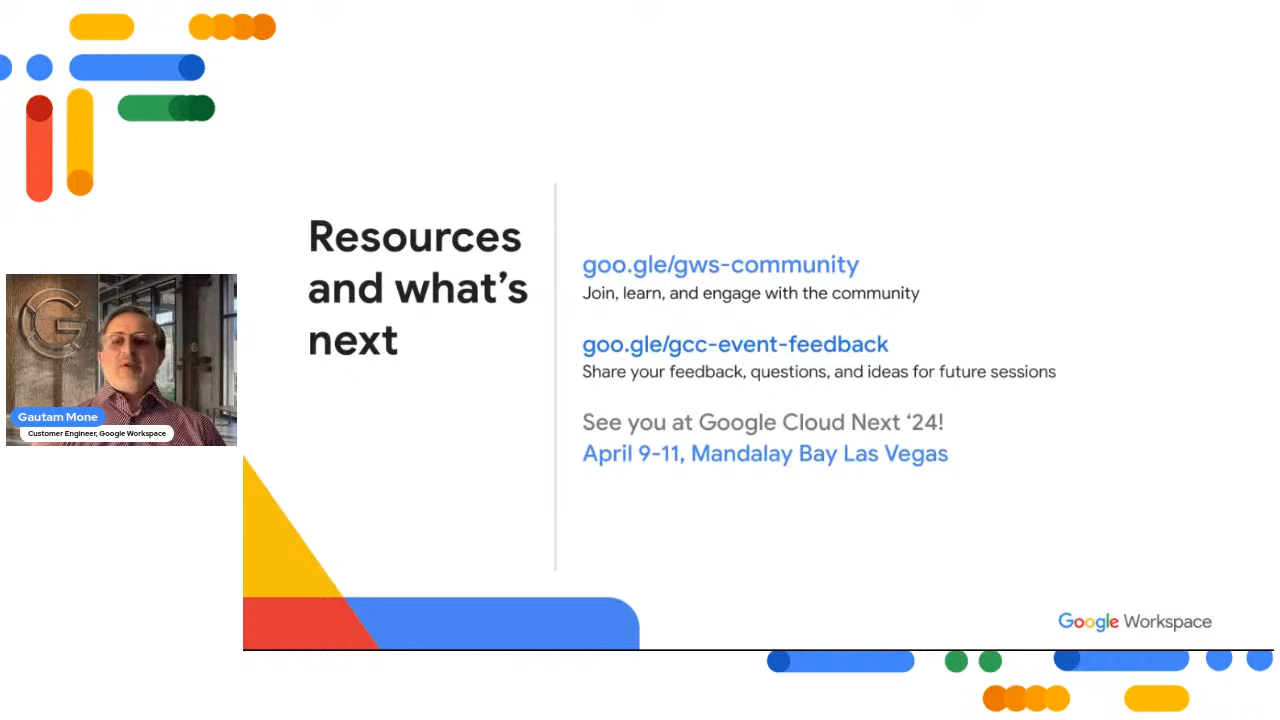 Resources
and what's
next
goo.gle/gws-community
Join, learn, and engage with the community
goo.gle/gcc-event-feedback
Share your feedback, questions, and ideas for future sessions
See you at Google Cloud Next ‘24!
April 9-11, Mandalay Bay Las Vegas
Gautam Mone
Customer Engineer, Google Workspace
Google Workspace